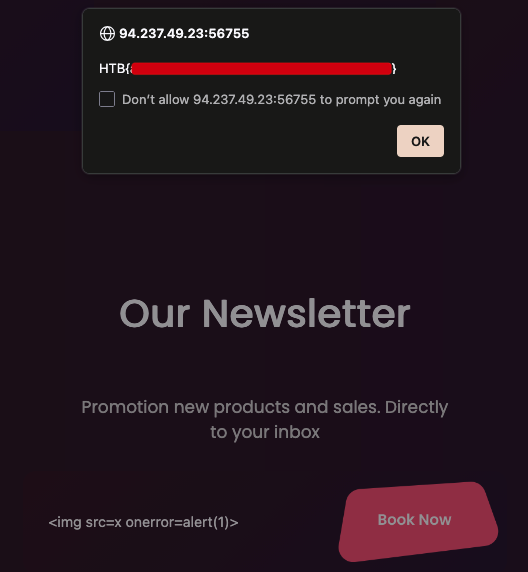 94.237.49.23:56755
HTB{ }
Don't allow 94.237.49.23:56755 to prompt you again
OK
Our Newsletter
Promotion new products and sales. Directly
to your inbox
<img src=x onerror=alert(1)>
Book Now